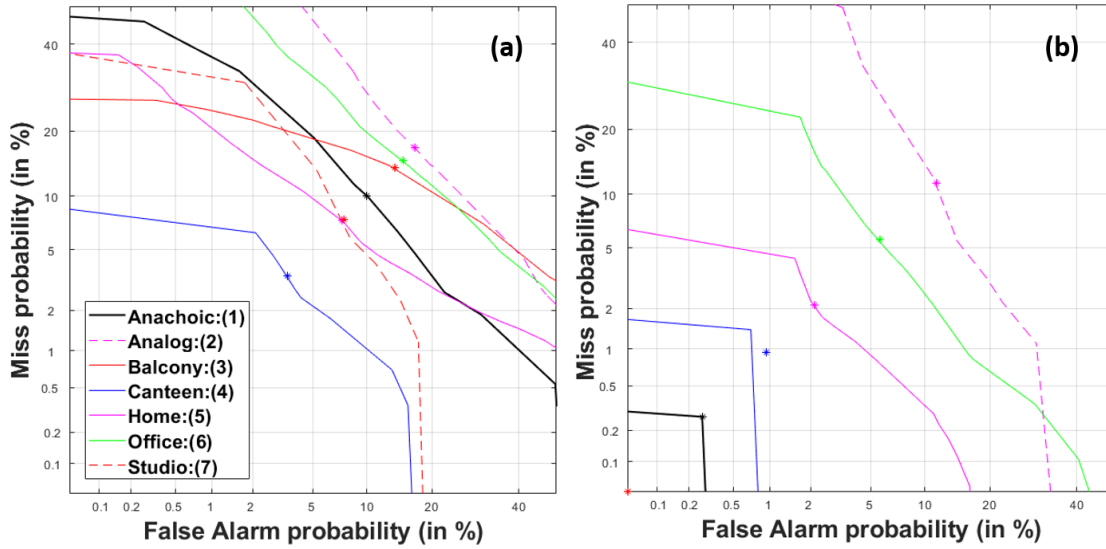 (a)
(b)
Miss probability (in %)
40
20
10
5
2
1
0.5
0.2
0.1
Anachoic:(1)
Analog:(2)
Balcony:(3)
Canteen:(4)
Home:(5)
Office:(6)
Studio:(7)
0.1 0.2 0.5 1 2 5 10 20 40
False Alarm probability (in %)
Miss probability (in %)
40
20
10
5
2
1
0.5
0.2
0.1
0.1 0.2 0.5 1 2 5 10 20 40
False Alarm probability (in %)